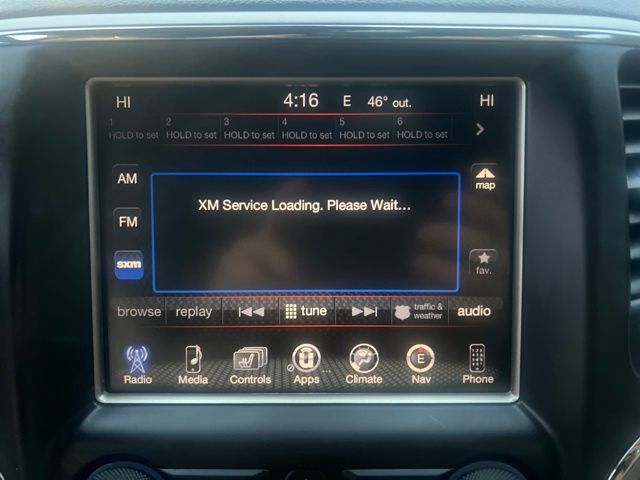 HI 4:16 E 46° out. HI
1 2 3 4 5 6
HOLD to set HOLD to set HOLD to set HOLD to set HOLD to set HOLD to set
AM
XM Service Loading. Please Wait...
map
FM
sxm
fav.
browse replay tune traffic & weather audio
E
Radio Media Controls Apps ... Climate Nav Phone